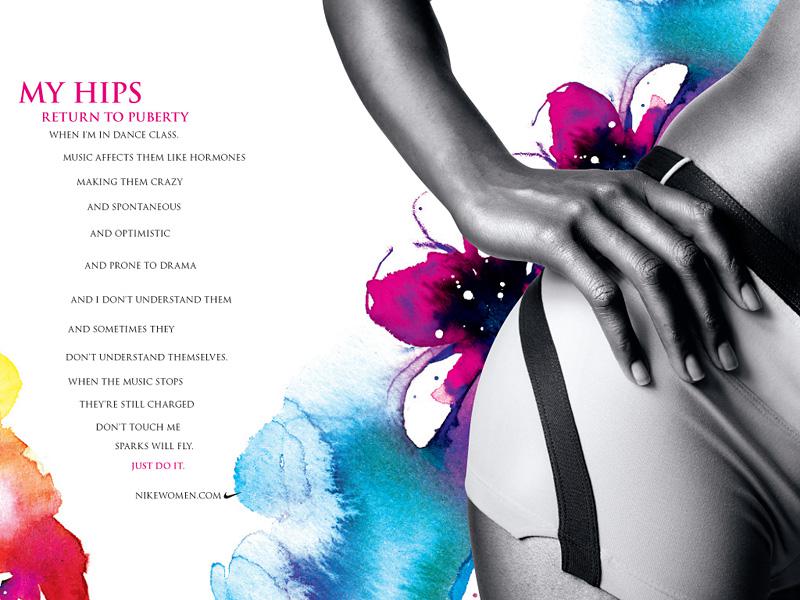 MY HIPS
RETURN TO PUBERTY
WHEN I'M IN DANCE CLASS.
MUSIC AFFECTS THEM LIKE HORMONES
MAKING THEM CRAZY
AND SPONTANEOUS
AND OPTIMISTIC
AND PRONE TO DRAMA
AND I DON'T UNDERSTAND THEM
AND SOMETIMES THEY
DON'T UNDERSTAND THEMSELVES.
WHEN THE MUSIC STOPS
THEY'RE STILL CHARGED
DON'T TOUCH ME
SPARKS WILL FLY.
JUST DO IT.
NIKEWOMEN.COM